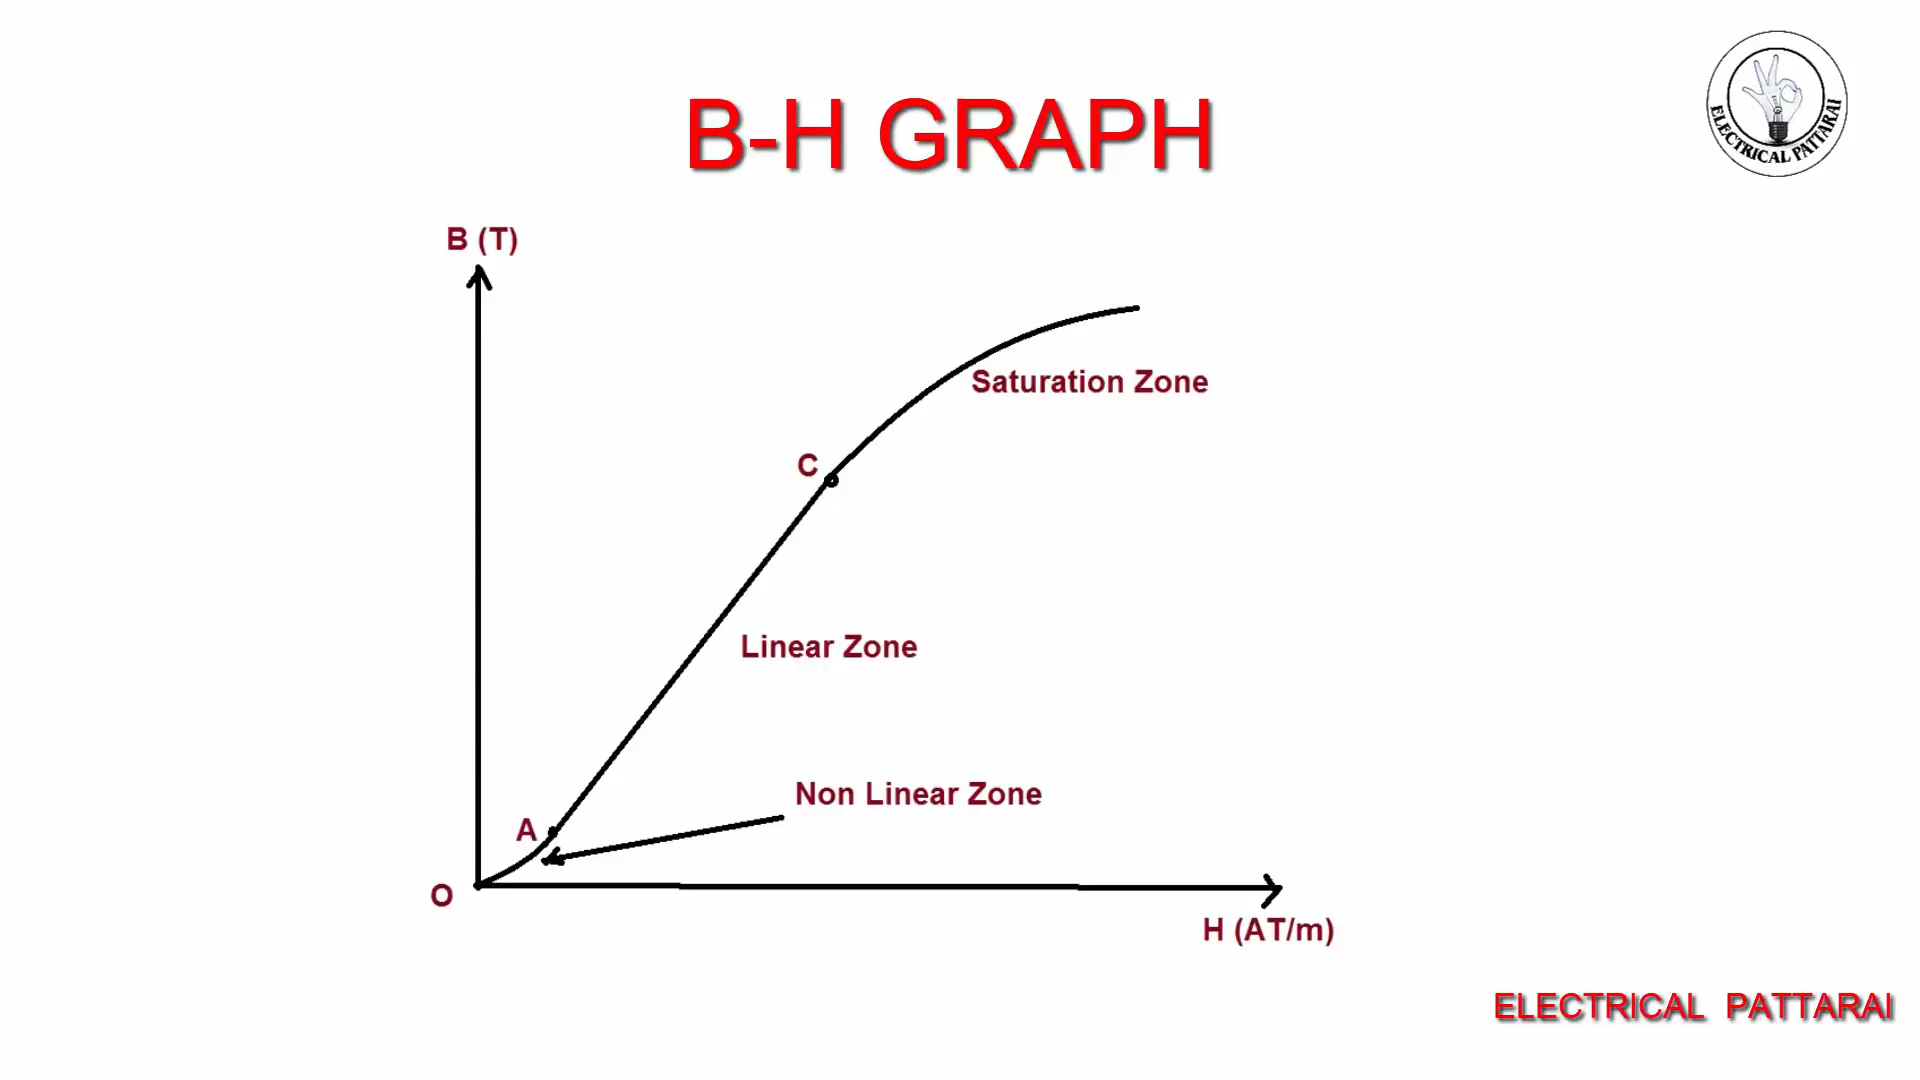 ELECTRICAL PATTARAI
B-H GRAPH
B (T)
Saturation Zone
C
Linear Zone
Non Linear Zone
A
O
H (AT/m)
ELECTRICAL PATTARAI